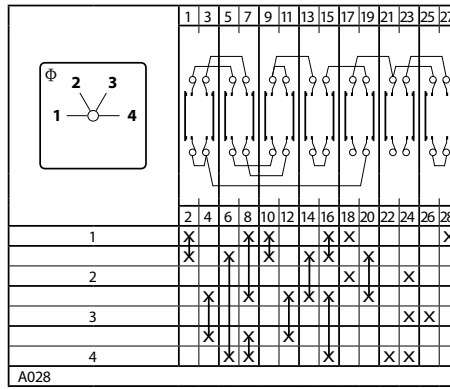 1 3 5 7 9 11 13 15 17 19 21 23 25 27
Φ
2 3
1 4
2 4 6 8 10 12 14 16 18 20 22 24 26 28
1 X X X X X X
X X X X X X
2 X X
X X X X X X
3 X X
X X X
4 X X X X X
A028